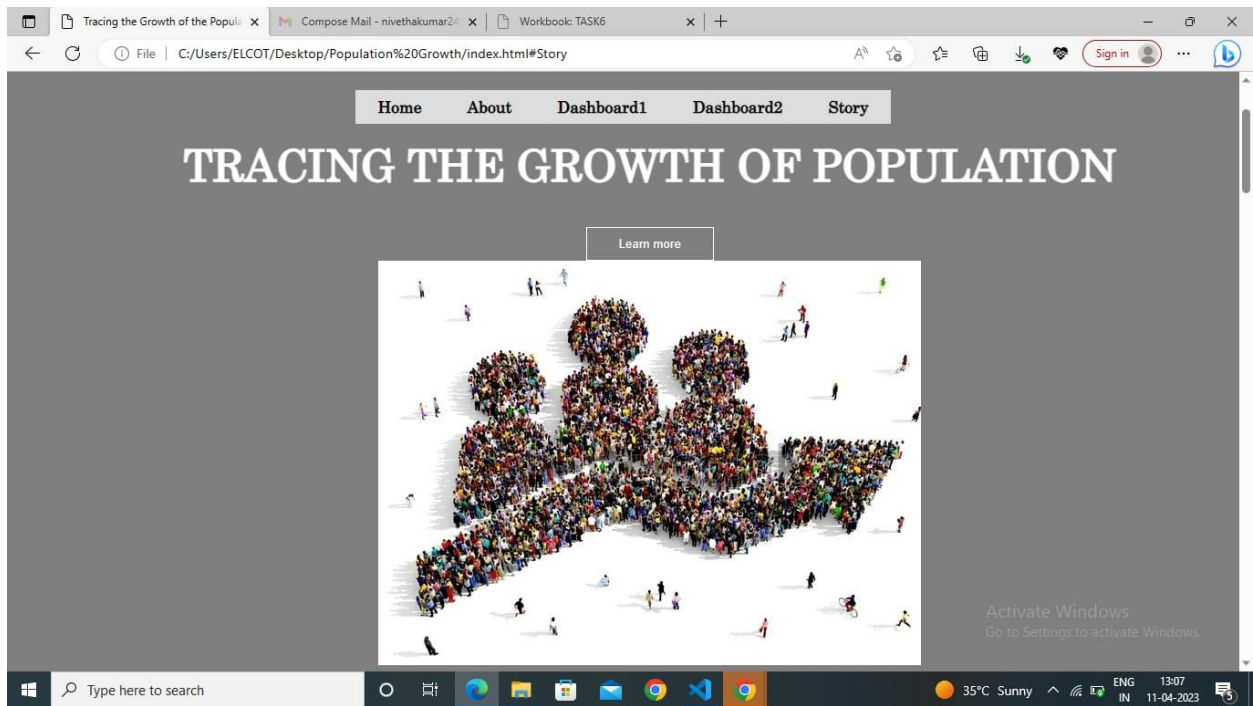 Tracing the Growth of the Popula
Compose Mail - nivethakumar24
Workbook: TASK6
File
C:/Users/ELCOT/Desktop/Population%20Growth/index.html#Story
Sign in
Home About Dashboard1 Dashboard2 Story
TRACING THE GROWTH OF POPULATION
Learn more
Activate Windows
Go to Settings to activate Windows.
Type here to search
35°C Sunny
ENG
IN
13:07
11-04-2023
5